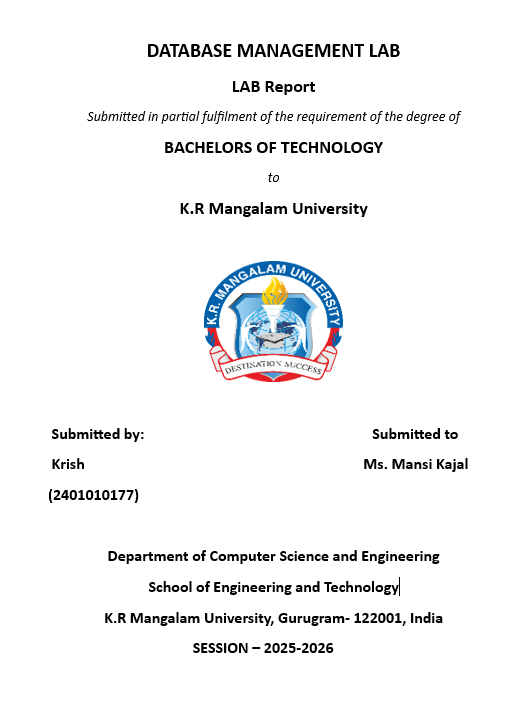 DATABASE MANAGEMENT LAB
LAB Report
Submitted in partial fulfilment of the requirement of the degree of
BACHELORS OF TECHNOLOGY
to
K.R Mangalam University
K.R. MANGALAM UNIVERSITY
DESTINATION SUCCESS
Submitted by: Submitted to
Krish Ms. Mansi Kajal
(2401010177)
Department of Computer Science and Engineering
School of Engineering and Technology
K.R Mangalam University, Gurugram- 122001, India
SESSION – 2025-2026